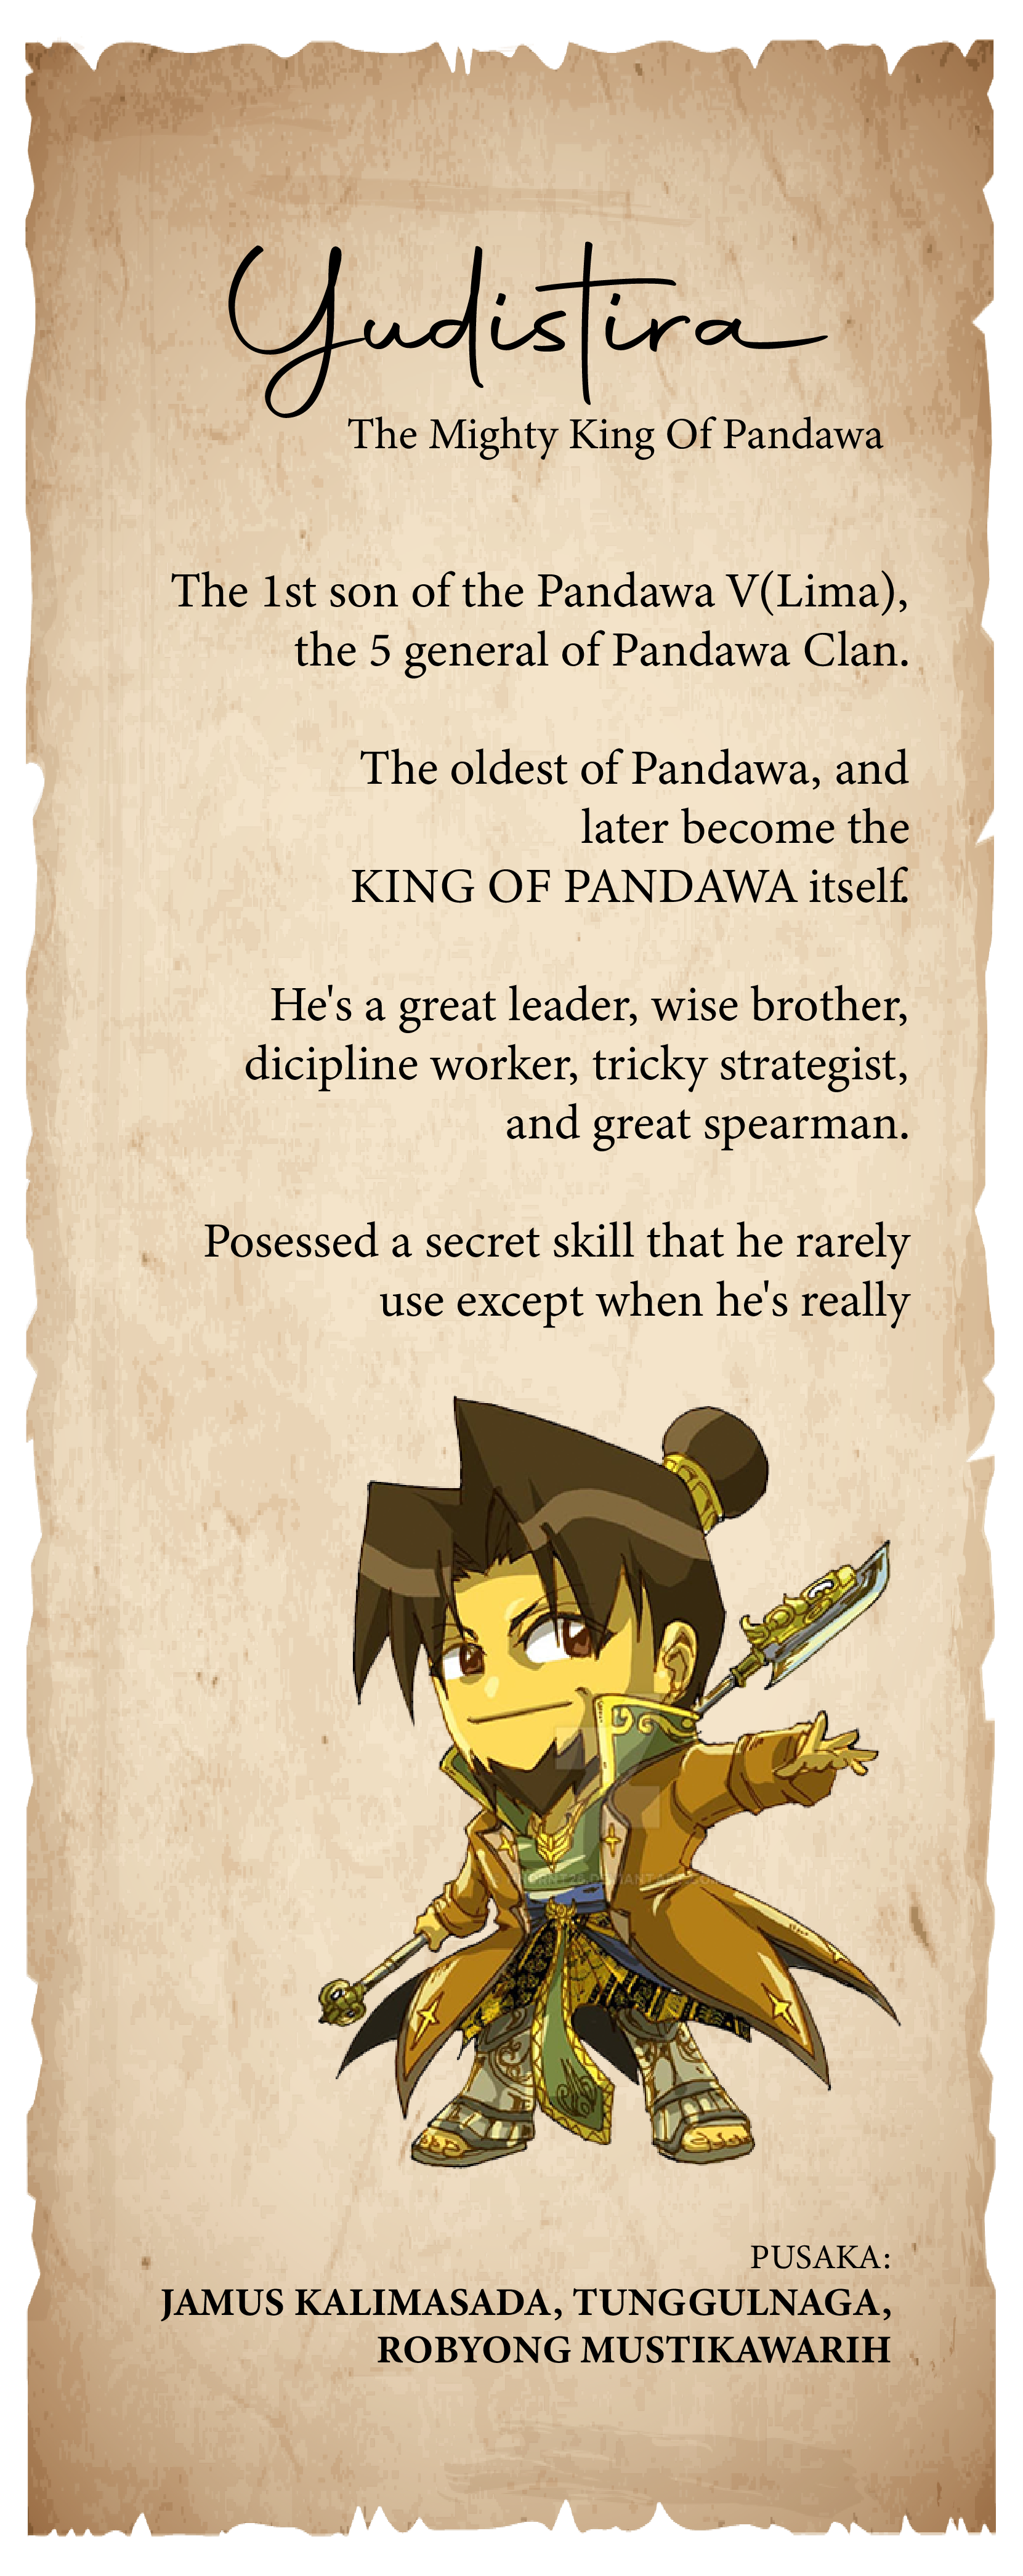 Yudistira
The Mighty King Of Pandawa
The 1st son of the Pandawa V(Lima),
the 5 general of Pandawa Clan.
The oldest of Pandawa, and
later become the
KING OF PANDAWA itself.
He's a great leader, wise brother,
dicipline worker, tricky strategist,
and great spearman.
Posessed a secret skill that he rarely
use except when he's really
PUSAKA:
JAMUS KALIMASADA, TUNGGULNAGA,
ROBYONG MUSTIKAWARIH